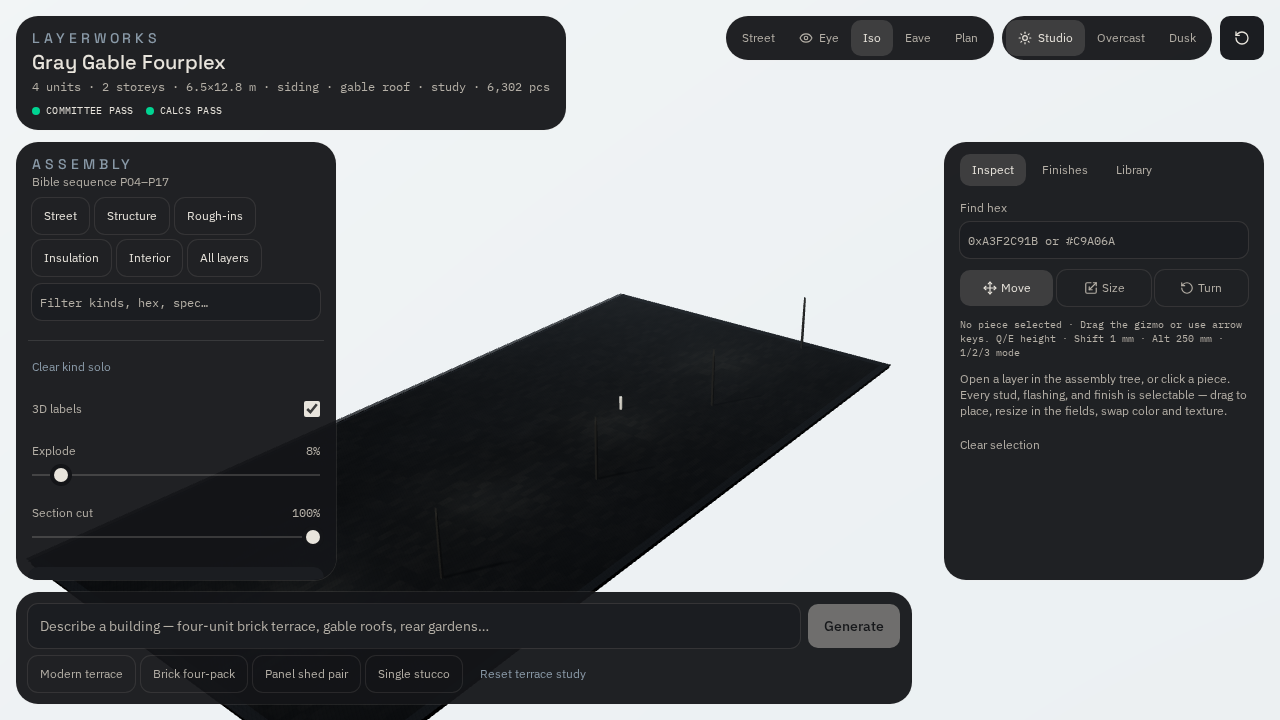 LAYERWORKS
Gray Gable Fourplex
4 units · 2 storeys · 6.5×12.8 m · siding · gable roof · study · 6,302 pcs
COMMITTEE PASS CALCS PASS
Street Eye Iso Eave Plan
Studio Overcast Dusk
ASSEMBLY
Bible sequence P04–P17
Street Structure Rough-ins
Insulation Interior All layers
Filter kinds, hex, spec…
Clear kind solo
3D labels
Explode 8%
Section cut 100%
Inspect Finishes Library
Find hex
0xA3F2C91B or #C9A06A
Move Size Turn
No piece selected · Drag the gizmo or use arrow
keys. Q/E height · Shift 1 mm · Alt 250 mm ·
1/2/3 mode
Open a layer in the assembly tree, or click a piece.
Every stud, flashing, and finish is selectable — drag to
place, resize in the fields, swap color and texture.
Clear selection
Describe a building — four-unit brick terrace, gable roofs, rear gardens…
Generate
Modern terrace Brick four-pack Panel shed pair Single stucco Reset terrace study